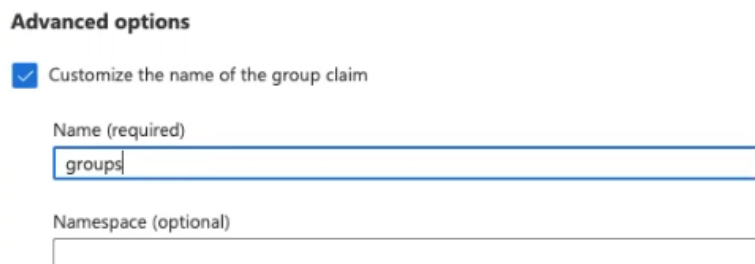 Advanced options
Customize the name of the group claim
Name (required)
groups
Namespace (optional)